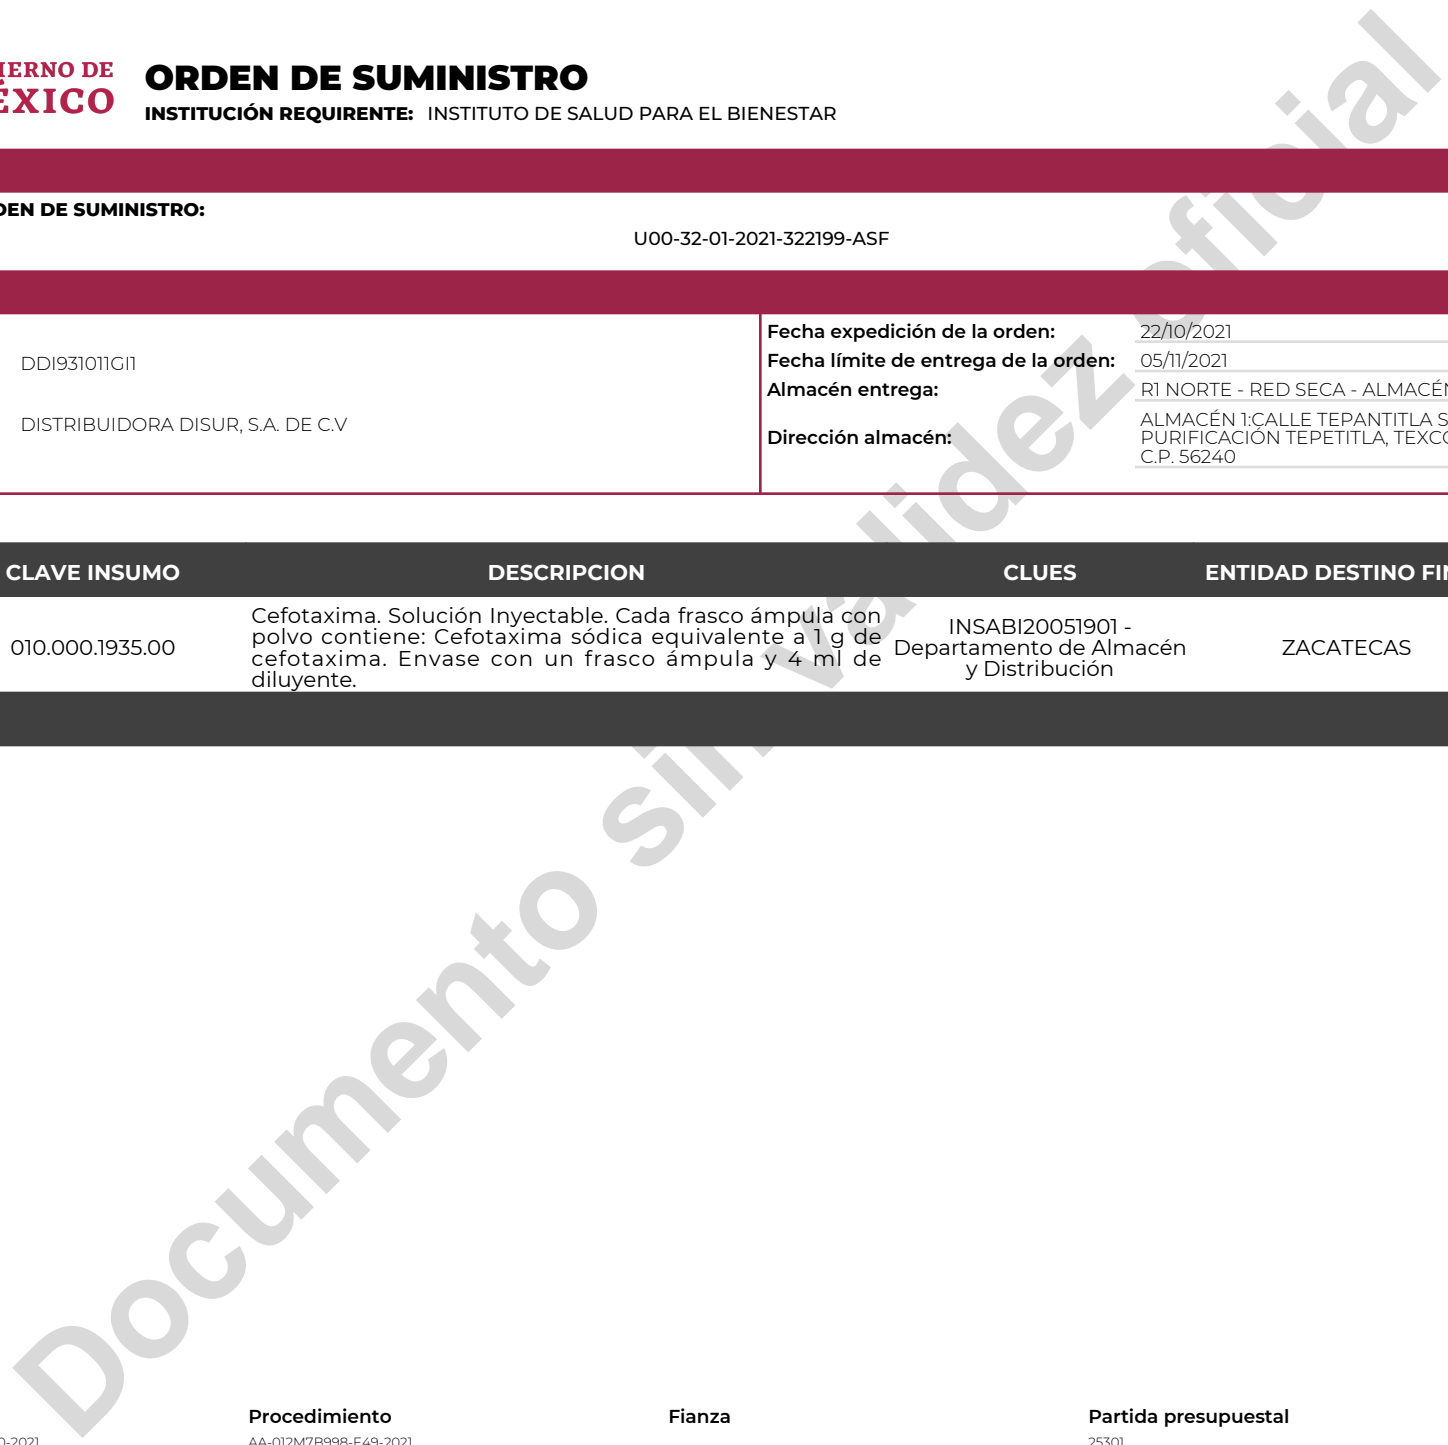 ORDEN DE SUMINISTRO
INSTITUCIÓN REQUIRENTE: INSTITUTO DE SALUD PARA EL BIENESTAR
DE SUMINISTRO:
U00-32-01-2021-322199-ASF
DDI931011GI1
DISTRIBUIDORA DISUR, S.A. DE C.V
Fecha expedición de la orden: 22/10/2021
Fecha límite de entrega de la orden: 05/11/2021
Almacén entrega: R1 NORTE - RED SECA - ALMACÉN
Dirección almacén: ALMACÉN 1:CALLE TEPANTITLA S
PURIFICACIÓN TEPETITLA, TEXCO
C.P. 56240
CLAVE INSUMO DESCRIPCION CLUES ENTIDAD DESTINO FIN
010.000.1935.00
Cefotaxima. Solución Inyectable. Cada frasco ámpula con
polvo contiene: Cefotaxima sódica equivalente a 1 g de
cefotaxima. Envase con un frasco ámpula y 4 ml de
diluyente.
INSABI20051901 -
Departamento de Almacén
y Distribución
ZACATECAS
Documento sin validez oficial
Procedimiento Fianza Partida presupuestal